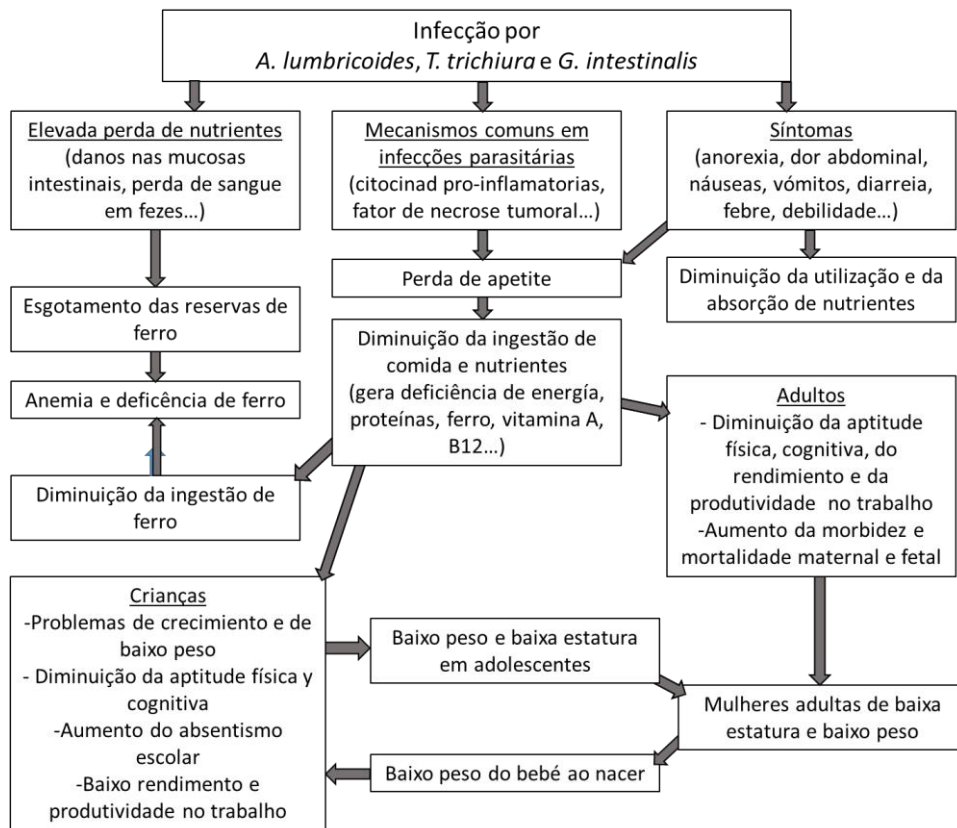 Infecção por
A. lumbricoides, T. trichiura e G. intestinalis
Elevada perda de nutrientes
(danos nas mucosas
intestinais, perda de sangue
em fezes...)
Mecanismos comuns em
infecções parasitárias
(citocinad pro-inflamatorias,
fator de necrose tumoral...)
Síntomas
(anorexia, dor abdominal,
náuseas, vómitos, diarreia,
febre, debilidade...)
Perda de apetite
Diminuição da utilização e da
absorção de nutrientes
Esgotamento das reservas de
ferro
Diminuição da ingestão de
comida e nutrientes
(gera deficiência de energía,
proteínas, ferro, vitamina A,
B12...)
Anemia e deficência de ferro
Adultos
- Diminuição da aptitude
física, cognitiva, do
rendimento e da
produtividade no trabalho
-Aumento da morbidez e
mortalidade maternal e fetal
Diminuição da ingestão de
ferro
Crianças
-Problemas de crecimiento e de
baixo peso
- Diminuição da aptitude física y
cognitiva
-Aumento do absentismo
escolar
-Baixo rendimento e
produtividade no trabalho
Baixo peso e baixa estatura
em adolescentes
Mulheres adultas de baixa
estatura e baixo peso
Baixo peso do bebé ao nacer